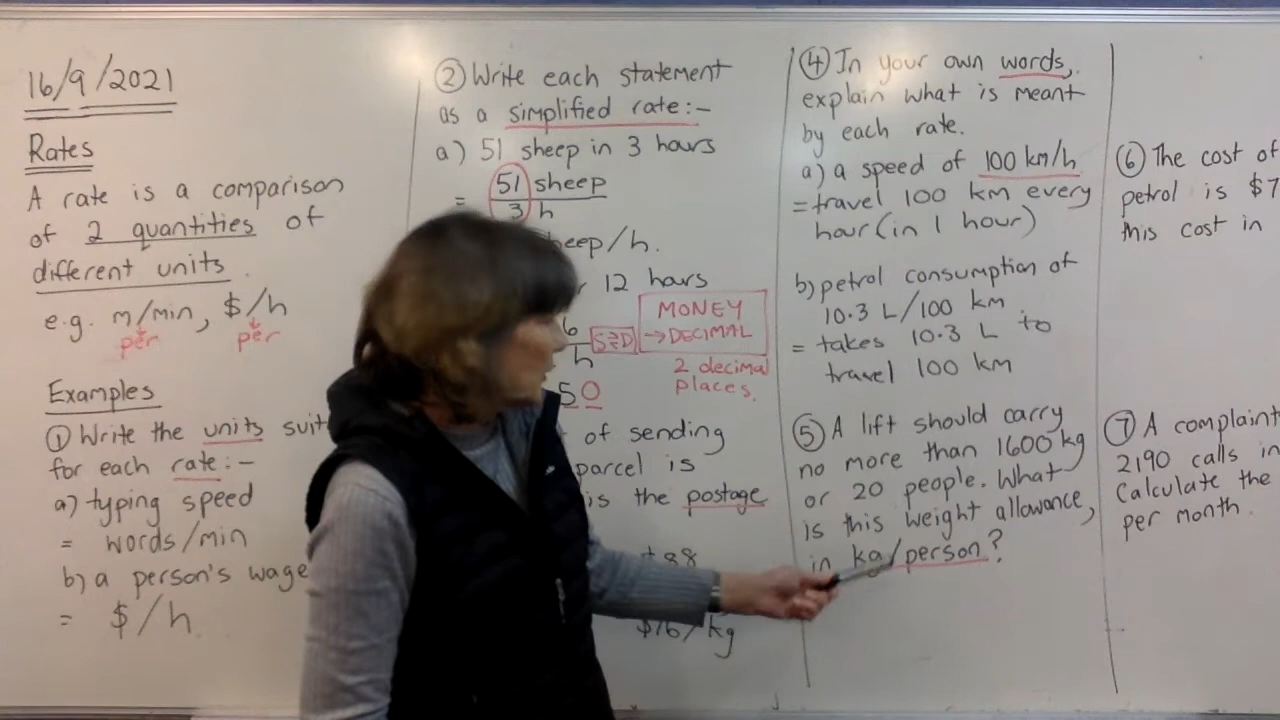 16/9/2021
Rates
A rate is a comparison
of 2 quantities of
different units.
e.g. m/min, $/h
per per
Examples
① Write the units suit
for each rate:-
a) typing speed
= words/min
b) a person's wage
= $/h
② Write each statement
as a simplified rate:-
a) 51 sheep in 3 hours
= 51 sheep
3 h
heep/h.
12 hours
MONEY
→ DECIMAL
S⇌D
h
2 decimal
places.
50
of sending
parcel is
is the postage
$16/kg
④ In your own words,
explain what is meant
by each rate.
a) a speed of 100 km/h
= travel 100 km every
hour (in 1 hour)
b) petrol consumption of
10.3 L/100 km
= takes 10.3 L to
travel 100 km
⑤ A lift should carry
no more than 1600 kg
or 20 people. What
is this weight allowance,
in kg/person?
⑥ The cost of
petrol is $7
this cost in
⑦ A complaint
2190 calls in
Calculate the
per month.